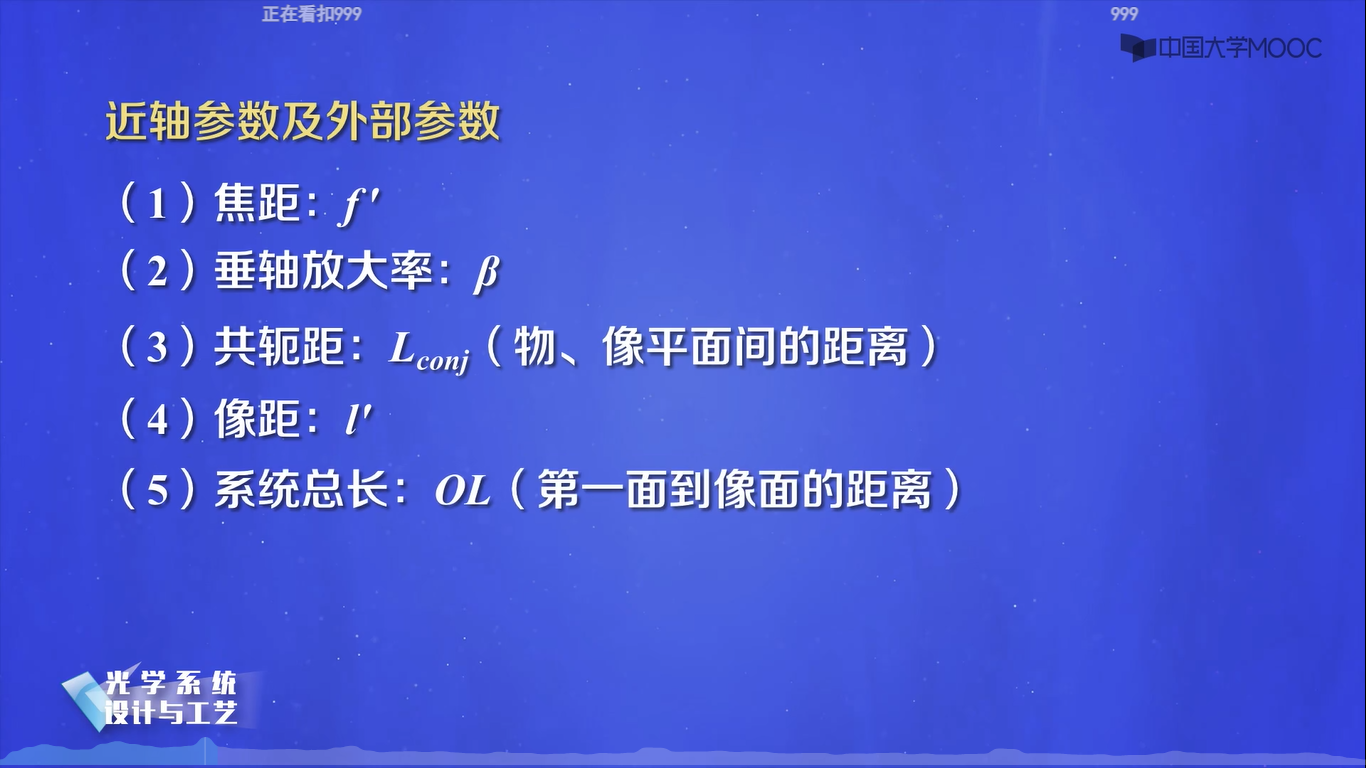 正在看扣999
999
中国大学MOOC
近轴参数及外部参数
（1）焦距：f′
（2）垂轴放大率：β
（3）共轭距：L_conj（物、像平面间的距离）
（4）像距：l′
（5）系统总长：OL（第一面到像面的距离）
光学系统
设计与工艺